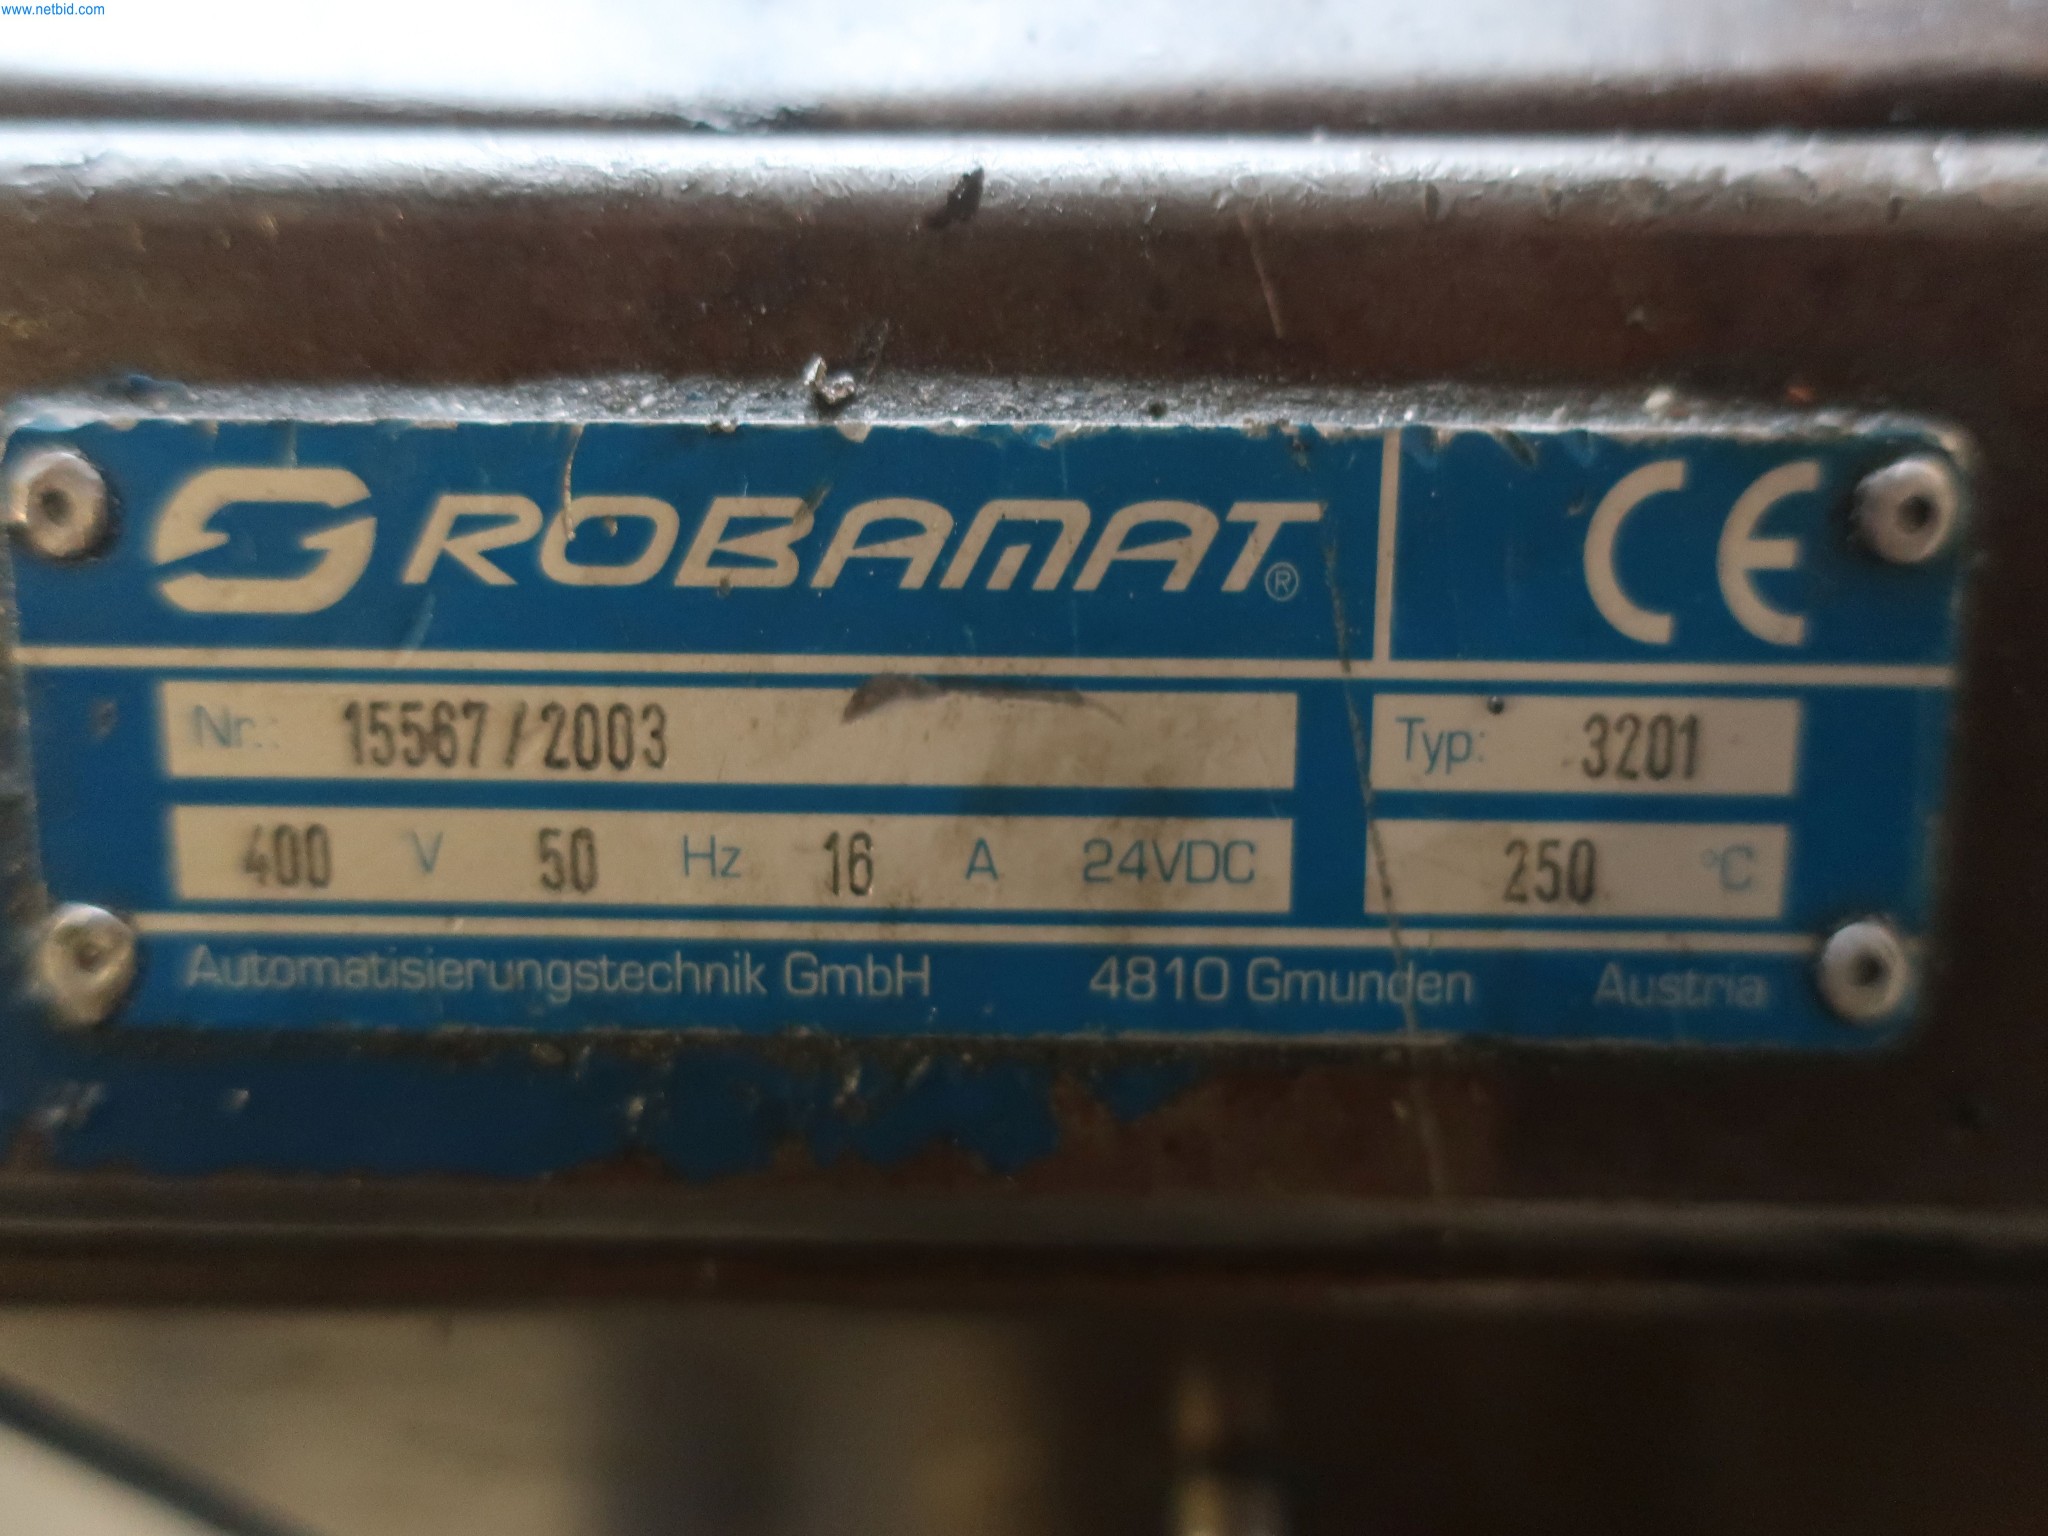 www.netbid.com
ROBAMAT® CE
Nr.: 15567/2003 Typ: 3201
400 V 50 Hz 16 A 24VDC 250 °C
Automatisierungstechnik GmbH 4810 Gmunden Austria